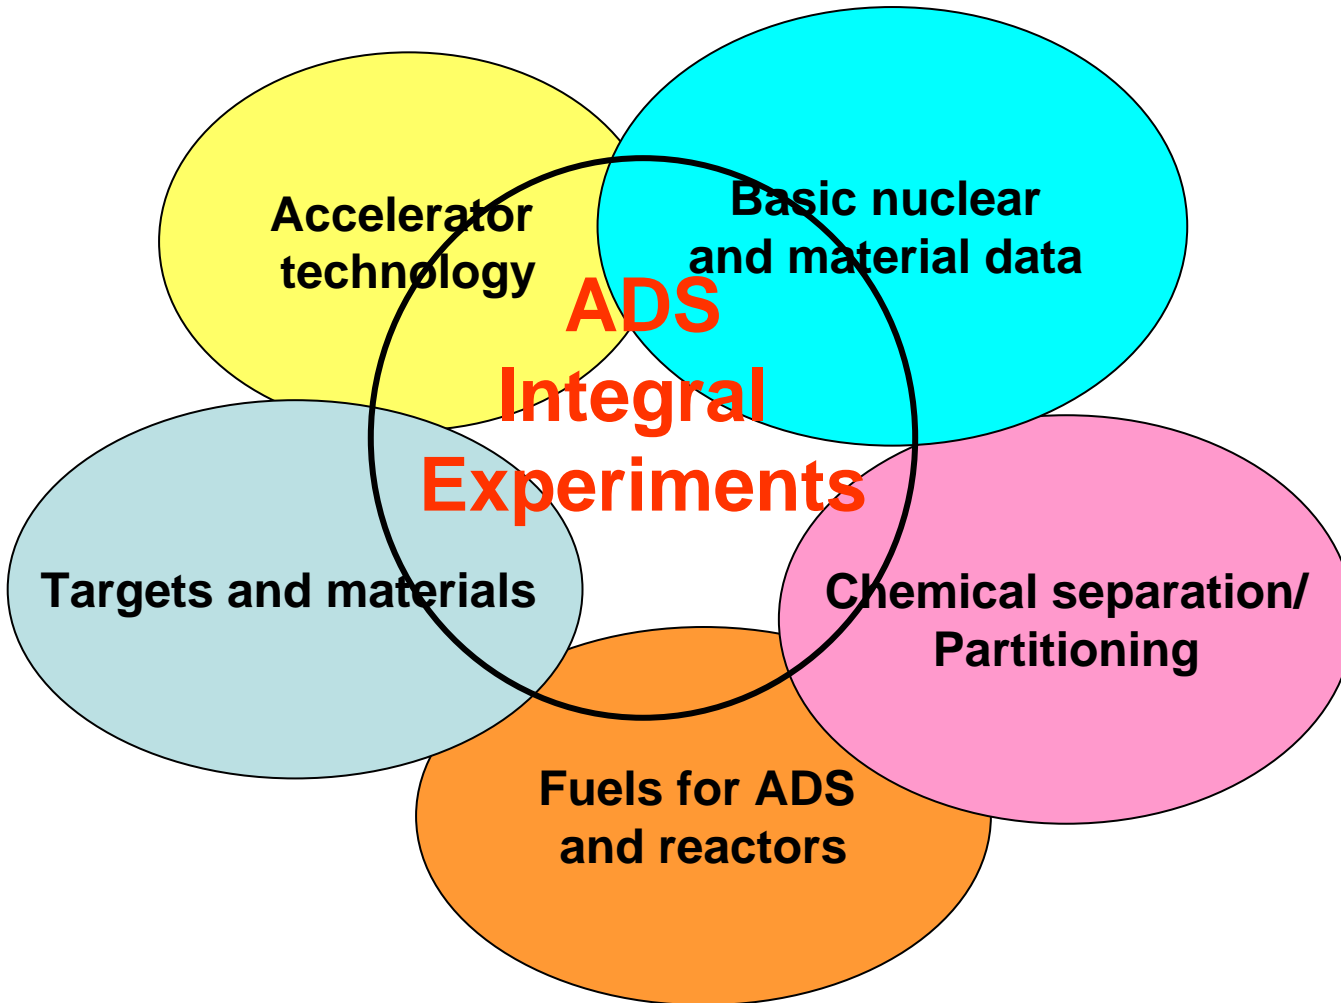 Accelerator
technology
Basic nuclear
and material data
ADS
Integral
Experiments
Targets and materials
Chemical separation/
Partitioning
Fuels for ADS
and reactors